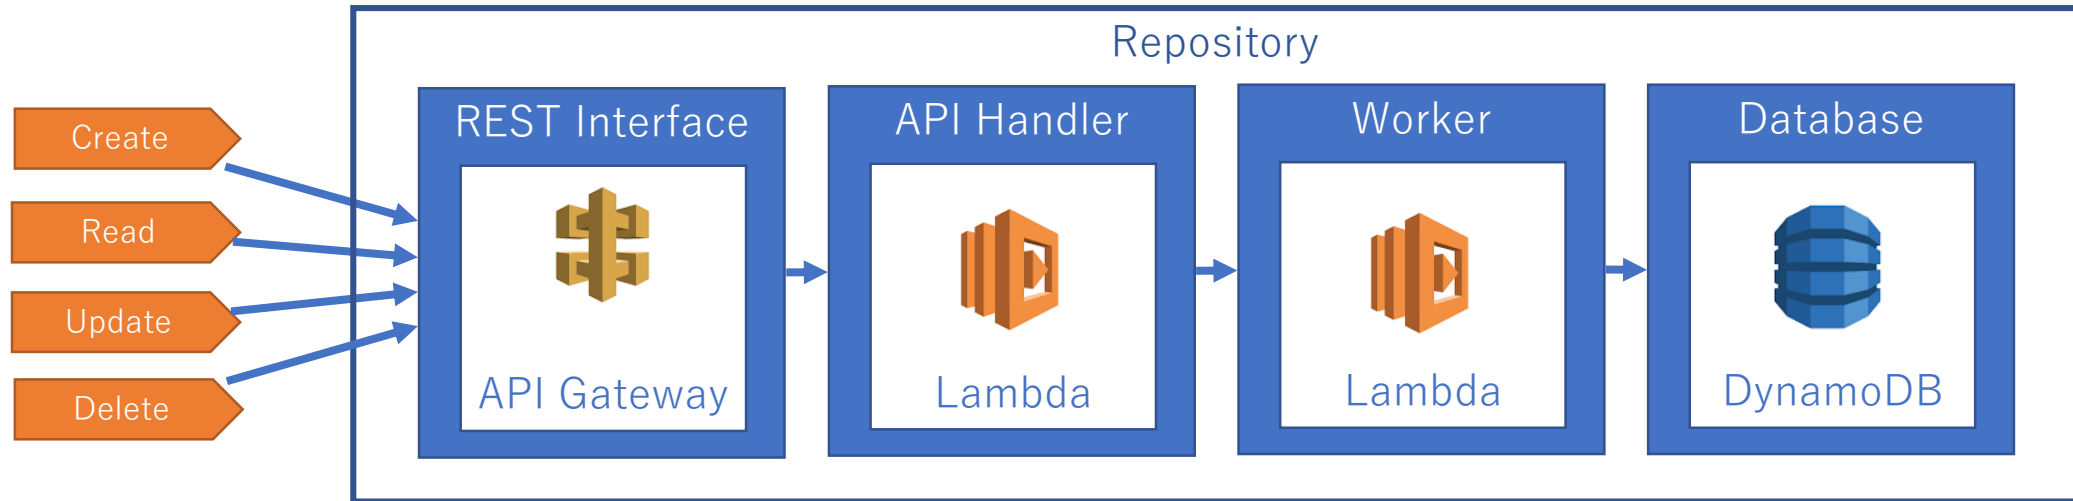 Repository
Create
Read
Update
Delete
REST Interface
API Gateway
API Handler
Lambda
Worker
Lambda
Database
DynamoDB